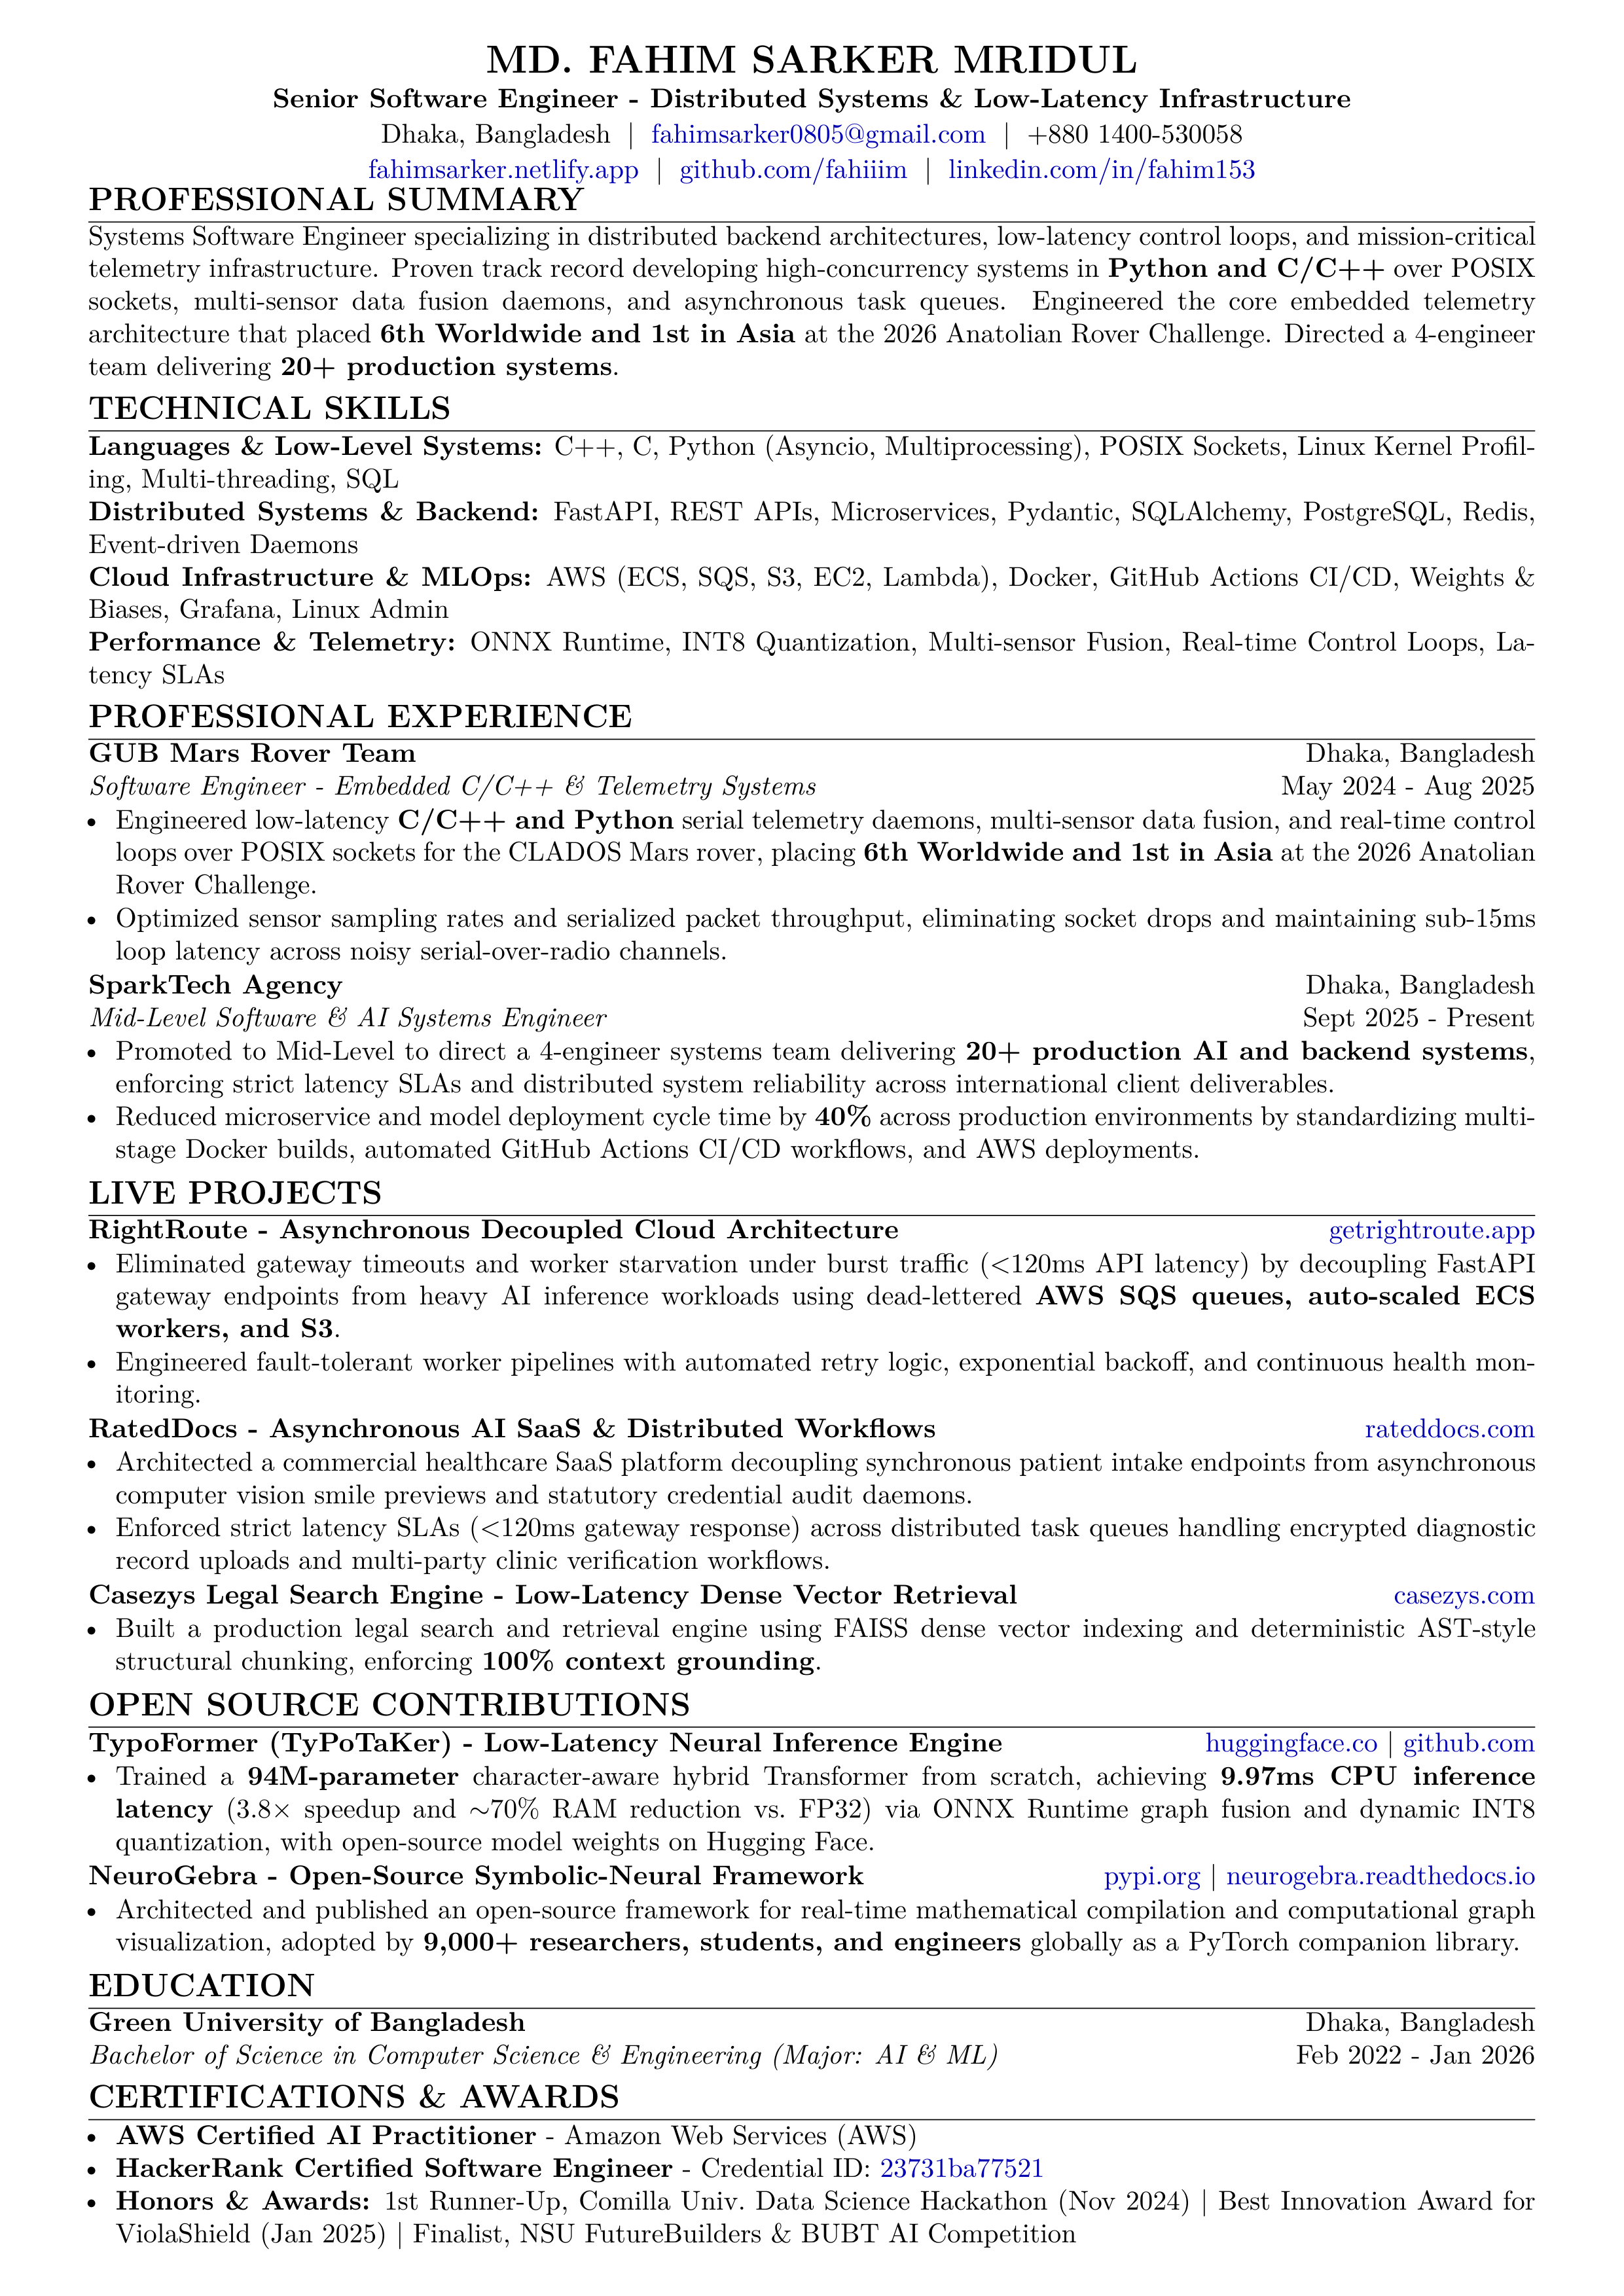 MD. FAHIM SARKER MRIDUL
Senior Software Engineer - Distributed Systems & Low-Latency Infrastructure
Dhaka, Bangladesh | fahimsarker0805@gmail.com | +880 1400-530058
fahimsarker.netlify.app | github.com/fahiiim | linkedin.com/in/fahim153
PROFESSIONAL SUMMARY
Systems Software Engineer specializing in distributed backend architectures, low-latency control loops, and mission-critical
telemetry infrastructure. Proven track record developing high-concurrency systems in Python and C/C++ over POSIX
sockets, multi-sensor data fusion daemons, and asynchronous task queues. Engineered the core embedded telemetry
architecture that placed 6th Worldwide and 1st in Asia at the 2026 Anatolian Rover Challenge. Directed a 4-engineer
team delivering 20+ production systems.
TECHNICAL SKILLS
Languages & Low-Level Systems: C++, C, Python (Asyncio, Multiprocessing), POSIX Sockets, Linux Kernel Profil-
ing, Multi-threading, SQL
Distributed Systems & Backend: FastAPI, REST APIs, Microservices, Pydantic, SQLAlchemy, PostgreSQL, Redis,
Event-driven Daemons
Cloud Infrastructure & MLOps: AWS (ECS, SQS, S3, EC2, Lambda), Docker, GitHub Actions CI/CD, Weights &
Biases, Grafana, Linux Admin
Performance & Telemetry: ONNX Runtime, INT8 Quantization, Multi-sensor Fusion, Real-time Control Loops, La-
tency SLAs
PROFESSIONAL EXPERIENCE
GUB Mars Rover Team Dhaka, Bangladesh
Software Engineer - Embedded C/C++ & Telemetry Systems May 2024 - Aug 2025
• Engineered low-latency C/C++ and Python serial telemetry daemons, multi-sensor data fusion, and real-time control
loops over POSIX sockets for the CLADOS Mars rover, placing 6th Worldwide and 1st in Asia at the 2026 Anatolian
Rover Challenge.
• Optimized sensor sampling rates and serialized packet throughput, eliminating socket drops and maintaining sub-15ms
loop latency across noisy serial-over-radio channels.
SparkTech Agency Dhaka, Bangladesh
Mid-Level Software & AI Systems Engineer Sept 2025 - Present
• Promoted to Mid-Level to direct a 4-engineer systems team delivering 20+ production AI and backend systems,
enforcing strict latency SLAs and distributed system reliability across international client deliverables.
• Reduced microservice and model deployment cycle time by 40% across production environments by standardizing multi-
stage Docker builds, automated GitHub Actions CI/CD workflows, and AWS deployments.
LIVE PROJECTS
RightRoute - Asynchronous Decoupled Cloud Architecture getrightroute.app
• Eliminated gateway timeouts and worker starvation under burst traffic (<120ms API latency) by decoupling FastAPI
gateway endpoints from heavy AI inference workloads using dead-lettered AWS SQS queues, auto-scaled ECS
workers, and S3.
• Engineered fault-tolerant worker pipelines with automated retry logic, exponential backoff, and continuous health mon-
itoring.
RatedDocs - Asynchronous AI SaaS & Distributed Workflows rateddocs.com
• Architected a commercial healthcare SaaS platform decoupling synchronous patient intake endpoints from asynchronous
computer vision smile previews and statutory credential audit daemons.
• Enforced strict latency SLAs (<120ms gateway response) across distributed task queues handling encrypted diagnostic
record uploads and multi-party clinic verification workflows.
Casezys Legal Search Engine - Low-Latency Dense Vector Retrieval casezys.com
• Built a production legal search and retrieval engine using FAISS dense vector indexing and deterministic AST-style
structural chunking, enforcing 100% context grounding.
OPEN SOURCE CONTRIBUTIONS
TypoFormer (TyPoTaKer) - Low-Latency Neural Inference Engine huggingface.co | github.com
• Trained a 94M-parameter character-aware hybrid Transformer from scratch, achieving 9.97ms CPU inference
latency (3.8× speedup and ~70% RAM reduction vs. FP32) via ONNX Runtime graph fusion and dynamic INT8
quantization, with open-source model weights on Hugging Face.
NeuroGebra - Open-Source Symbolic-Neural Framework pypi.org | neurogebra.readthedocs.io
• Architected and published an open-source framework for real-time mathematical compilation and computational graph
visualization, adopted by 9,000+ researchers, students, and engineers globally as a PyTorch companion library.
EDUCATION
Green University of Bangladesh Dhaka, Bangladesh
Bachelor of Science in Computer Science & Engineering (Major: AI & ML) Feb 2022 - Jan 2026
CERTIFICATIONS & AWARDS
• AWS Certified AI Practitioner - Amazon Web Services (AWS)
• HackerRank Certified Software Engineer - Credential ID: 23731ba77521
• Honors & Awards: 1st Runner-Up, Comilla Univ. Data Science Hackathon (Nov 2024) | Best Innovation Award for
ViolaShield (Jan 2025) | Finalist, NSU FutureBuilders & BUBT AI Competition